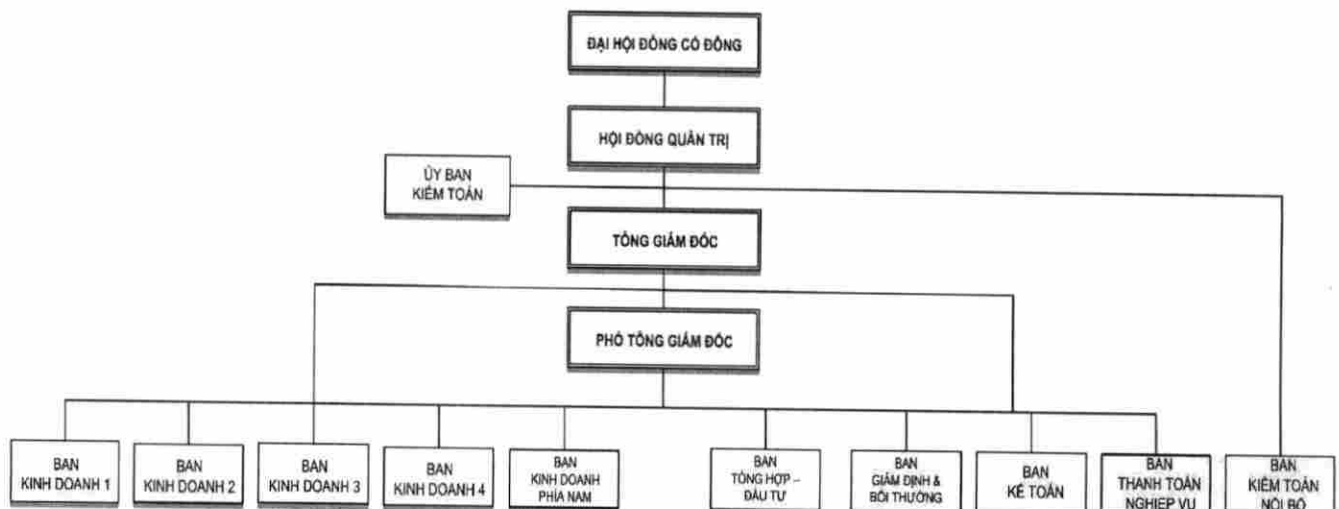 ĐẠI HỘI ĐỒNG CỔ ĐÔNG
HỘI ĐỒNG QUẢN TRỊ
ỦY BAN
KIỂM TOÁN
TỔNG GIÁM ĐỐC
PHÓ TỔNG GIÁM ĐỐC
BAN
KINH DOANH 1
BAN
KINH DOANH 2
BAN
KINH DOANH 3
BAN
KINH DOANH 4
BAN
KINH DOANH
PHÍA NAM
BAN
TỔNG HỢP –
ĐẦU TƯ
BAN
GIÁM ĐỊNH &
BỒI THƯỜNG
BAN
KẾ TOÁN
BAN
THANH TOÁN
NGHIỆP VỤ
BAN
KIỂM TOÁN
NỘI BỘ